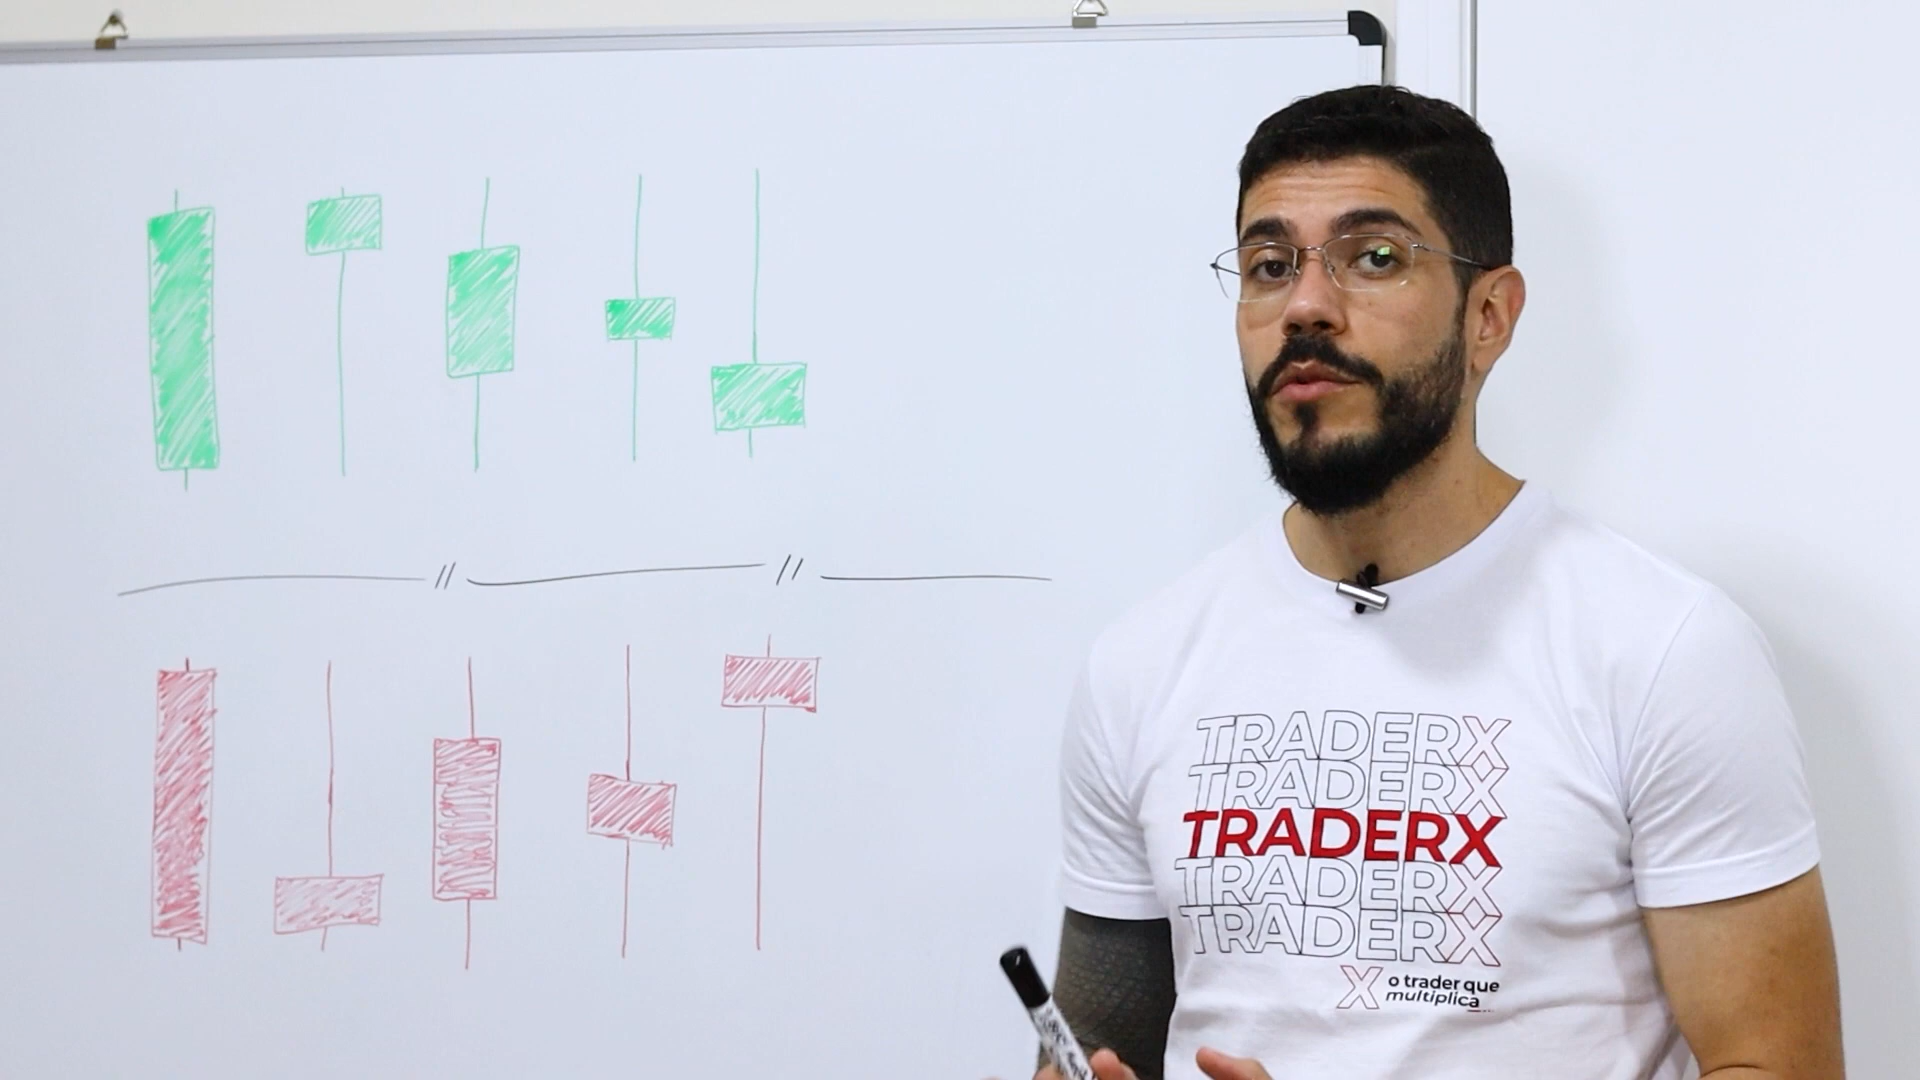 TRADERX
TRADERX
TRADERX
TRADERX
TRADERX
X o trader que
multiplica